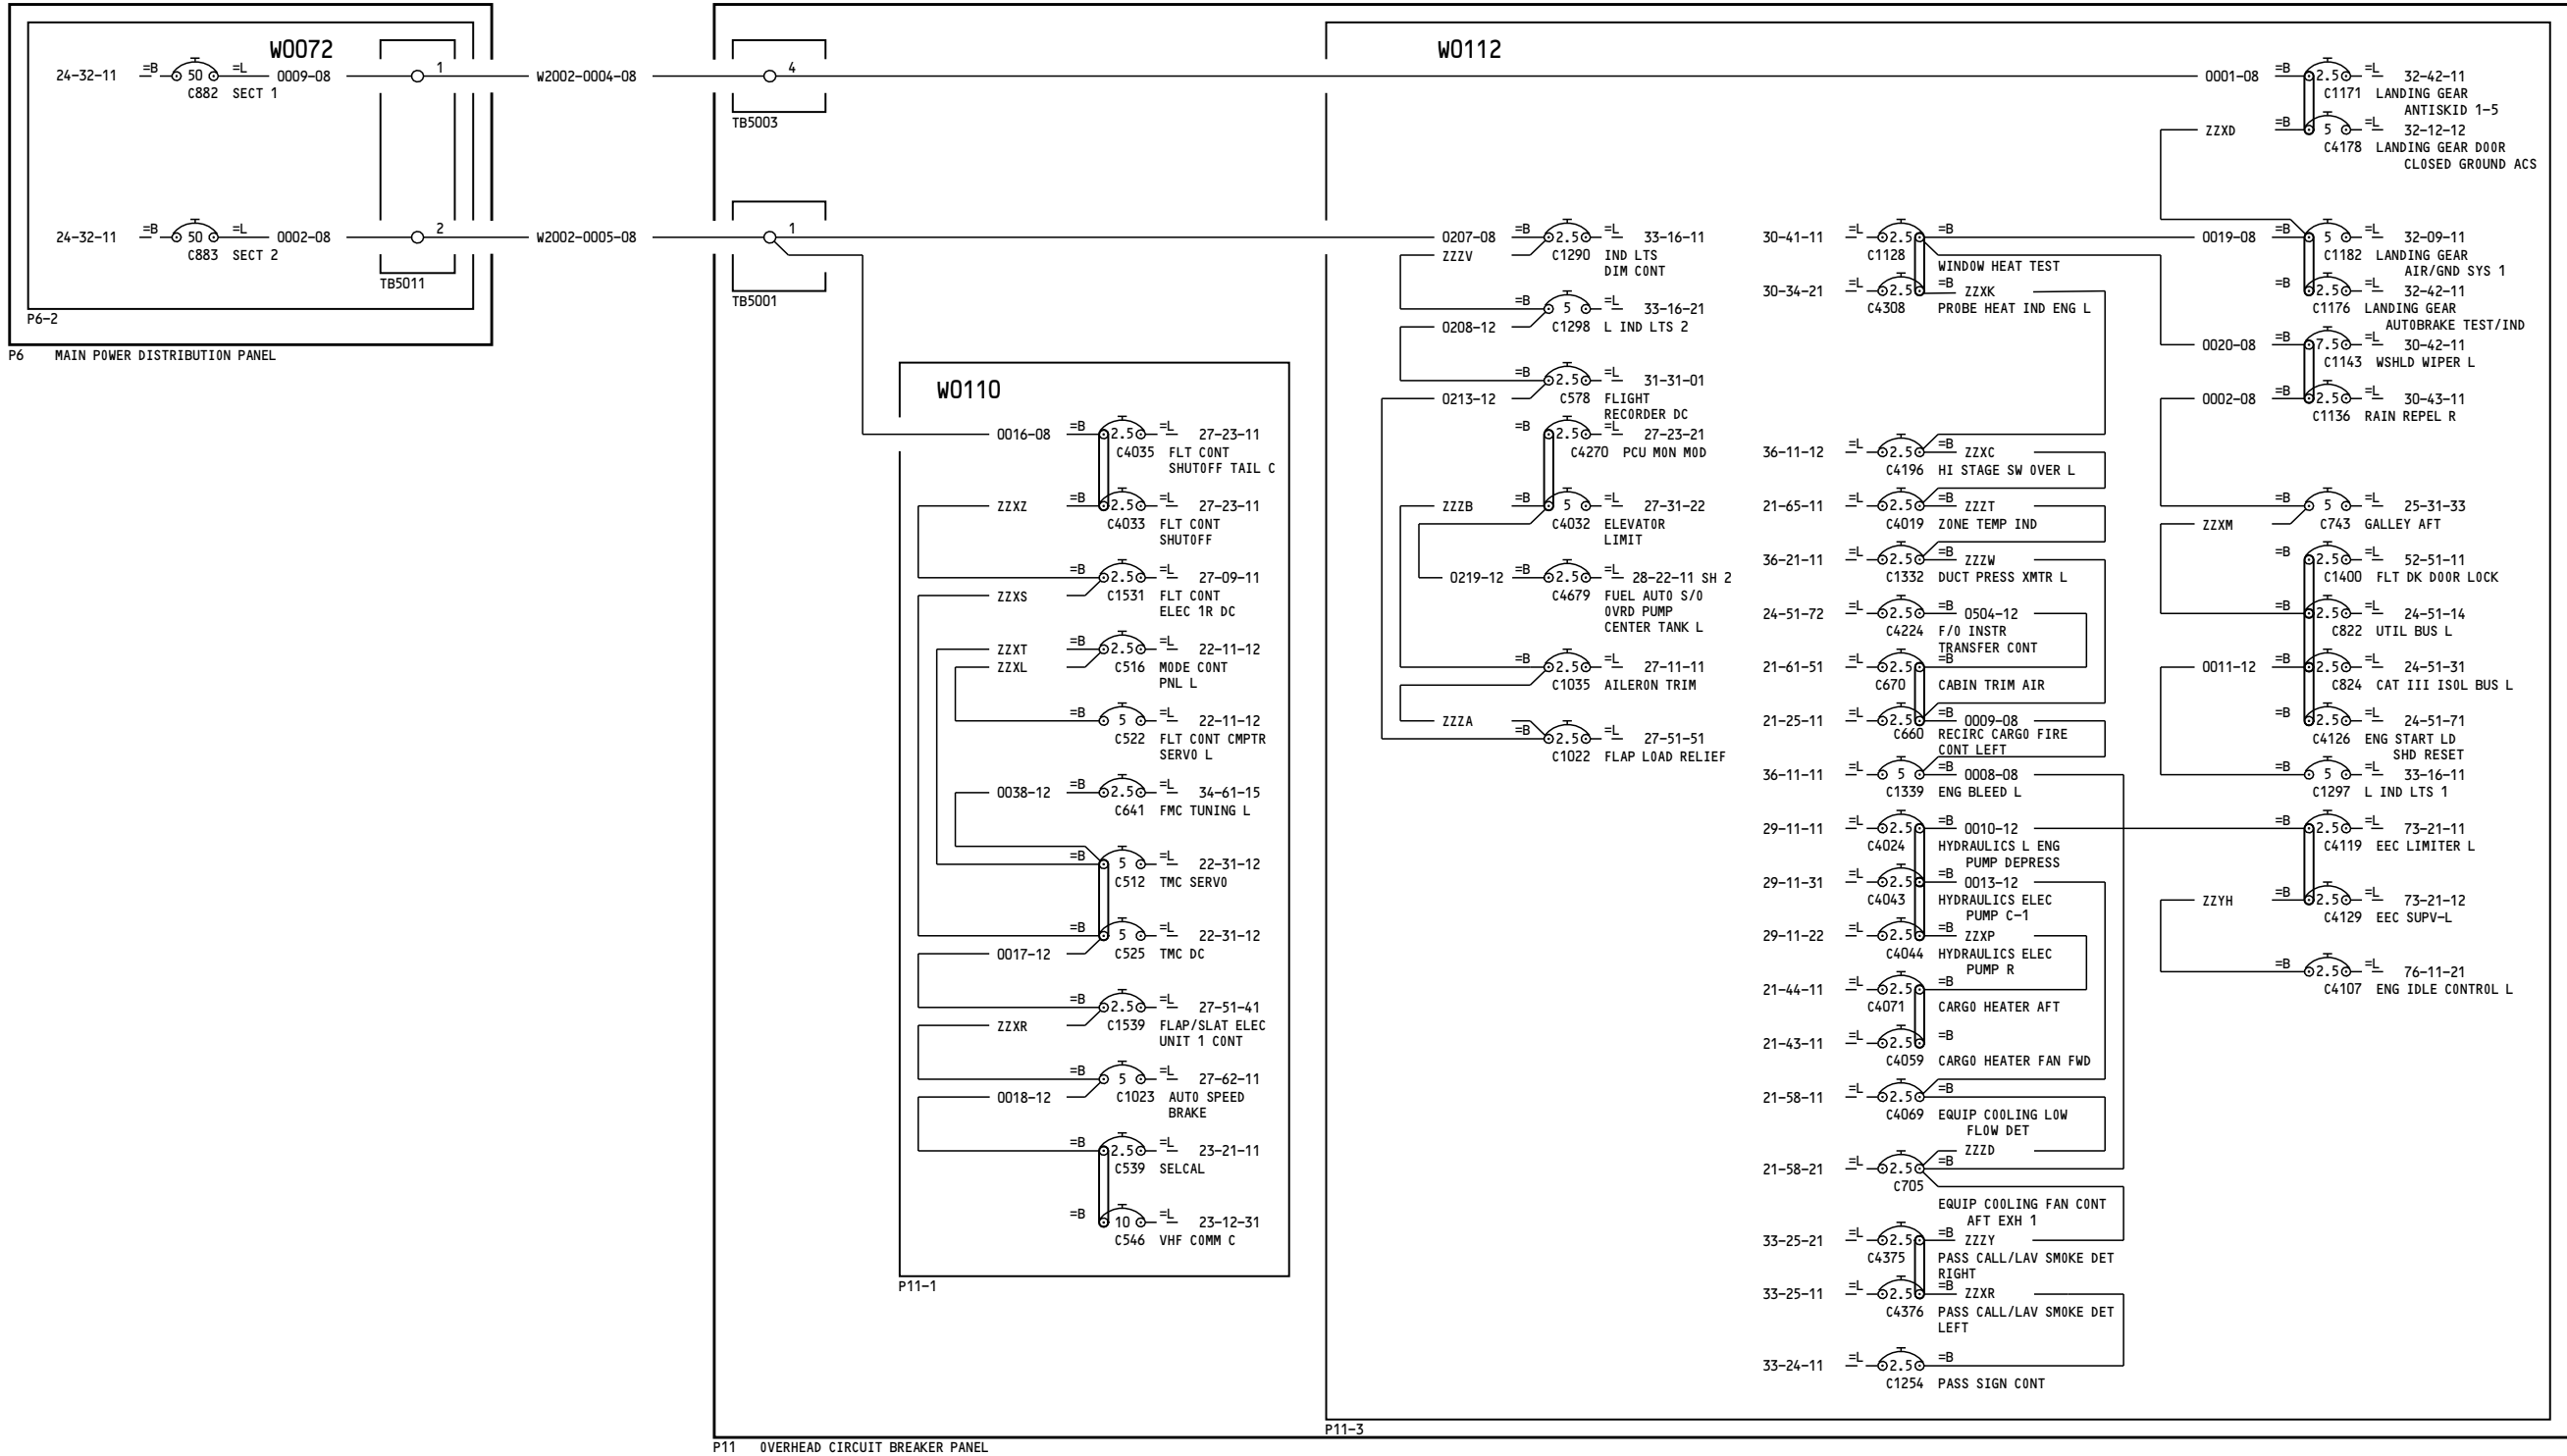 W0072
24-32-11 =B 50 =L 0009-08 1 W2002-0004-08 4
C882 SECT 1
TB5003
24-32-11 =B 50 =L 0002-08 2 W2002-0005-08 1
C883 SECT 2
TB5011
TB5001
P6-2
P6 MAIN POWER DISTRIBUTION PANEL
W0110
0016-08 =B 2.5 =L 27-23-11
C4035 FLT CONT
SHUTOFF TAIL C
ZZXZ =B 2.5 =L 27-23-11
C4033 FLT CONT
SHUTOFF
=B 2.5 =L 27-09-11
ZZXS C1531 FLT CONT
ELEC 1R DC
ZZXT =B 2.5 =L 22-11-12
ZZXL C516 MODE CONT
PNL L
=B 5 =L 22-11-12
C522 FLT CONT CMPTR
SERVO L
0038-12 =B 2.5 =L 34-61-15
C641 FMC TUNING L
=B 5 =L 22-31-12
C512 TMC SERVO
=B 5 =L 22-31-12
0017-12 C525 TMC DC
=B 2.5 =L 27-51-41
ZZXR C1539 FLAP/SLAT ELEC
UNIT 1 CONT
=B 5 =L 27-62-11
0018-12 C1023 AUTO SPEED
BRAKE
=B 2.5 =L 23-21-11
C539 SELCAL
=B 10 =L 23-12-31
C546 VHF COMM C
P11-1
W0112
0207-08 =B 2.5 =L 33-16-11
ZZZV C1290 IND LTS
DIM CONT
=B 5 =L 33-16-21
0208-12 C1298 L IND LTS 2
=B 2.5 =L 31-31-01
0213-12 C578 FLIGHT
RECORDER DC
=B 2.5 =L 27-23-21
C4270 PCU MON MOD
ZZZB =B 5 =L 27-31-22
C4032 ELEVATOR
LIMIT
0219-12 =B 2.5 =L 28-22-11 SH 2
C4679 FUEL AUTO S/O
OVRD PUMP
CENTER TANK L
=B 2.5 =L 27-11-11
C1035 AILERON TRIM
ZZZA
=B 2.5 =L 27-51-51
C1022 FLAP LOAD RELIEF
30-41-11 =L 2.5 =B
C1128 WINDOW HEAT TEST
30-34-21 =L 2.5 =B ZZXK
C4308 PROBE HEAT IND ENG L
36-11-12 =L 2.5 =B ZZXC
C4196 HI STAGE SW OVER L
21-65-11 =L 2.5 =B ZZZT
C4019 ZONE TEMP IND
36-21-11 =L 2.5 =B ZZZW
C1332 DUCT PRESS XMTR L
24-51-72 =L 2.5 =B 0504-12
C4224 F/O INSTR
TRANSFER CONT
21-61-51 =L 2.5 =B
C670 CABIN TRIM AIR
21-25-11 =L 2.5 =B 0009-08
C660 RECIRC CARGO FIRE
CONT LEFT
36-11-11 =L 5 =B 0008-08
C1339 ENG BLEED L
29-11-11 =L 2.5 =B 0010-12
C4024 HYDRAULICS L ENG
PUMP DEPRESS
29-11-31 =L 2.5 =B 0013-12
C4043 HYDRAULICS ELEC
PUMP C-1
29-11-22 =L 2.5 =B ZZXP
C4044 HYDRAULICS ELEC
PUMP R
21-44-11 =L 2.5 =B
C4071 CARGO HEATER AFT
21-43-11 =L 2.5 =B
C4059 CARGO HEATER FAN FWD
21-58-11 =L 2.5 =B
C4069 EQUIP COOLING LOW
FLOW DET
ZZZD
21-58-21 =L 2.5 =B
C705
EQUIP COOLING FAN CONT
AFT EXH 1
33-25-21 =L 2.5 =B ZZZY
C4375 PASS CALL/LAV SMOKE DET
RIGHT
33-25-11 =L 2.5 =B ZZXR
C4376 PASS CALL/LAV SMOKE DET
LEFT
33-24-11 =L 2.5 =B
C1254 PASS SIGN CONT
0001-08 =B 2.5 =L 32-42-11
C1171 LANDING GEAR
ANTISKID 1-5
ZZXD =B 5 =L 32-12-12
C4178 LANDING GEAR DOOR
CLOSED GROUND ACS
0019-08 =B 5 =L 32-09-11
C1182 LANDING GEAR
AIR/GND SYS 1
=B 2.5 =L 32-42-11
C1176 LANDING GEAR
AUTOBRAKE TEST/IND
0020-08 =B 7.5 =L 30-42-11
C1143 WSHLD WIPER L
0002-08 =B 2.5 =L 30-43-11
C1136 RAIN REPEL R
=B 5 =L 25-31-33
ZZXM C743 GALLEY AFT
=B 2.5 =L 52-51-11
C1400 FLT DK DOOR LOCK
=B 2.5 =L 24-51-14
C822 UTIL BUS L
0011-12 =B 2.5 =L 24-51-31
C824 CAT III ISOL BUS L
=B 2.5 =L 24-51-71
C4126 ENG START LD
SHD RESET
=B 5 =L 33-16-11
C1297 L IND LTS 1
=B 2.5 =L 73-21-11
C4119 EEC LIMITER L
ZZYH =B 2.5 =L 73-21-12
C4129 EEC SUPV-L
=B 2.5 =L 76-11-21
C4107 ENG IDLE CONTROL L
P11-3
P11 OVERHEAD CIRCUIT BREAKER PANEL